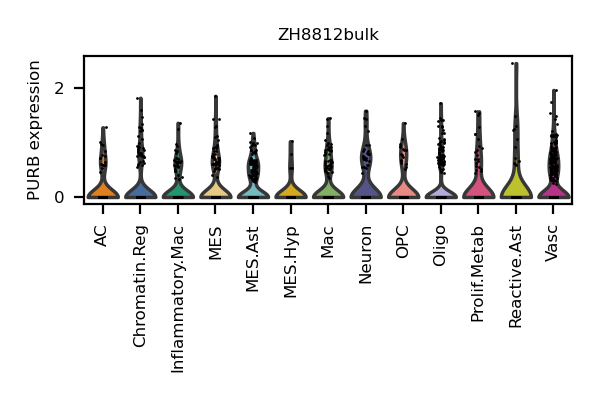 ZH8812bulk
PURB expression
2
0
AC
Chromatin.Reg
Inflammatory.Mac
MES
MES.Ast
MES.Hyp
Mac
Neuron
OPC
Oligo
Prolif.Metab
Reactive.Ast
Vasc